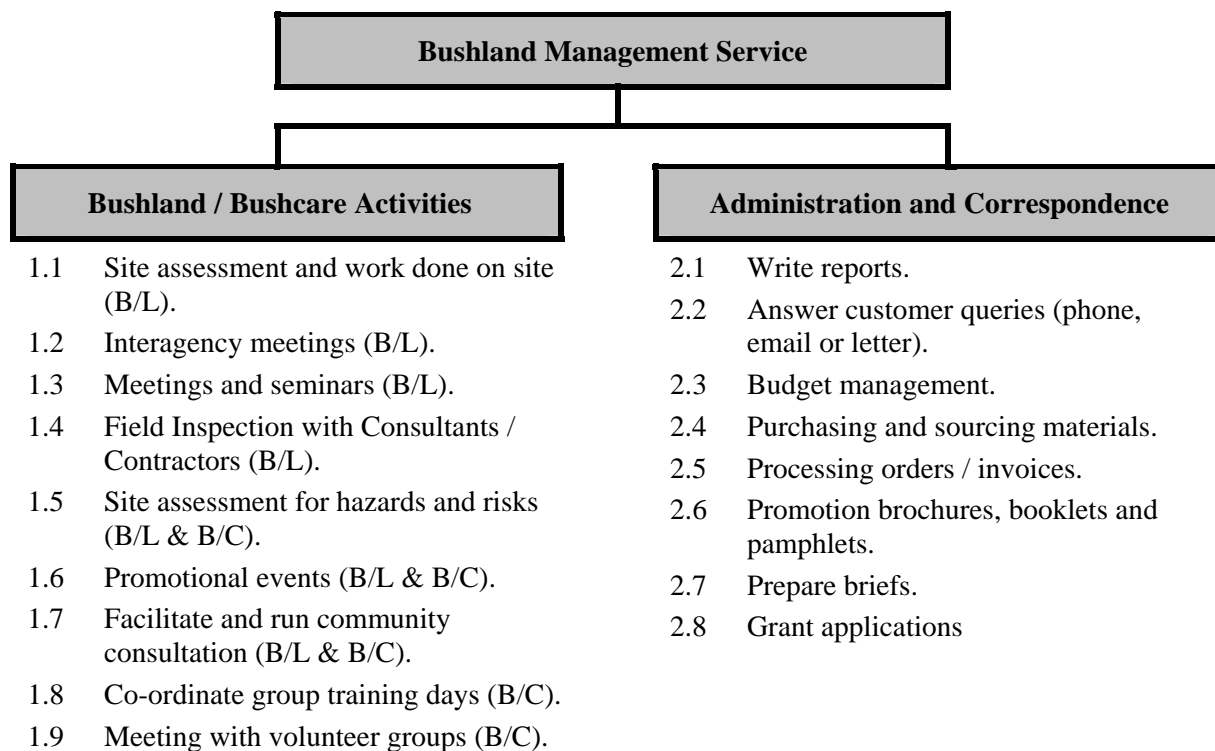 Bushland Management Service
Bushland / Bushcare Activities
1.1 Site assessment and work done on site
(B/L).
1.2 Interagency meetings (B/L).
1.3 Meetings and seminars (B/L).
1.4 Field Inspection with Consultants /
Contractors (B/L).
1.5 Site assessment for hazards and risks
(B/L & B/C).
1.6 Promotional events (B/L & B/C).
1.7 Facilitate and run community
consultation (B/L & B/C).
1.8 Co-ordinate group training days (B/C).
1.9 Meeting with volunteer groups (B/C).
Administration and Correspondence
2.1 Write reports.
2.2 Answer customer queries (phone,
email or letter).
2.3 Budget management.
2.4 Purchasing and sourcing materials.
2.5 Processing orders / invoices.
2.6 Promotion brochures, booklets and
pamphlets.
2.7 Prepare briefs.
2.8 Grant applications